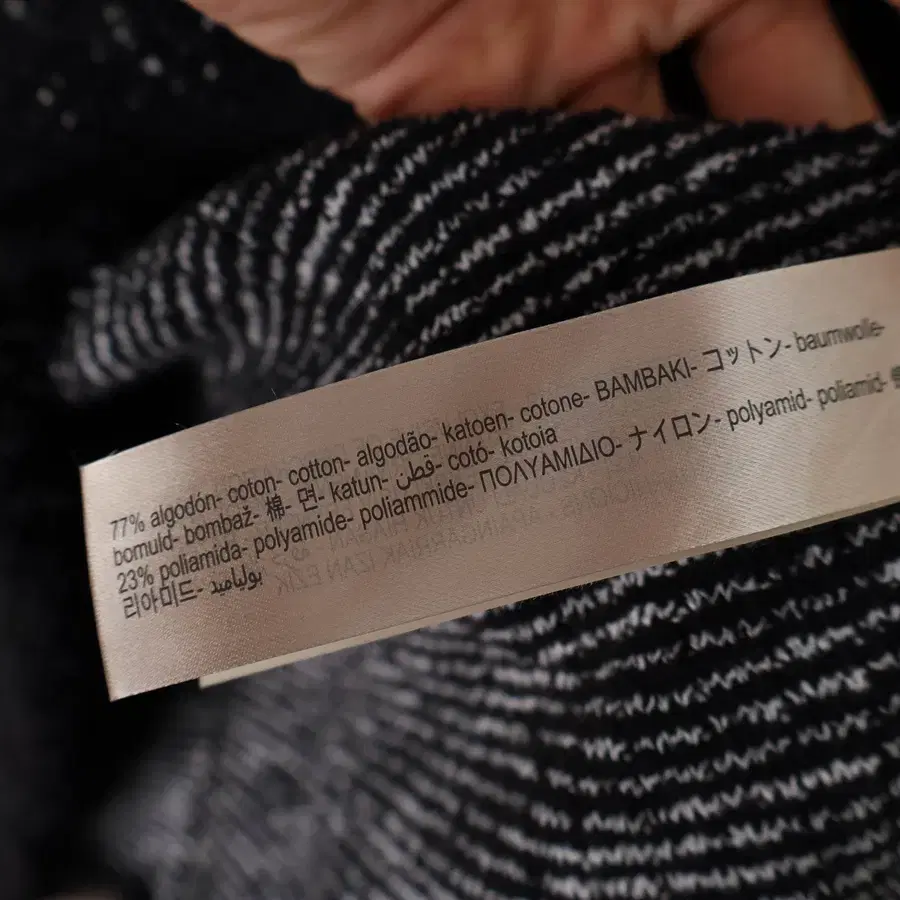 77% algodón- coton- cotton- algodão- katoen- cotone- BAMBAKI- コットン- baumwolle-
bomuld- bombaž- 棉- 면- katun- قطن- cotó- kotoia
23% poliamida- polyamide- poliammide- ΠΟΛΥΑΜΙΔΙΟ- ナイロン- polyamid- poliamid-
리아미드- بولياميد